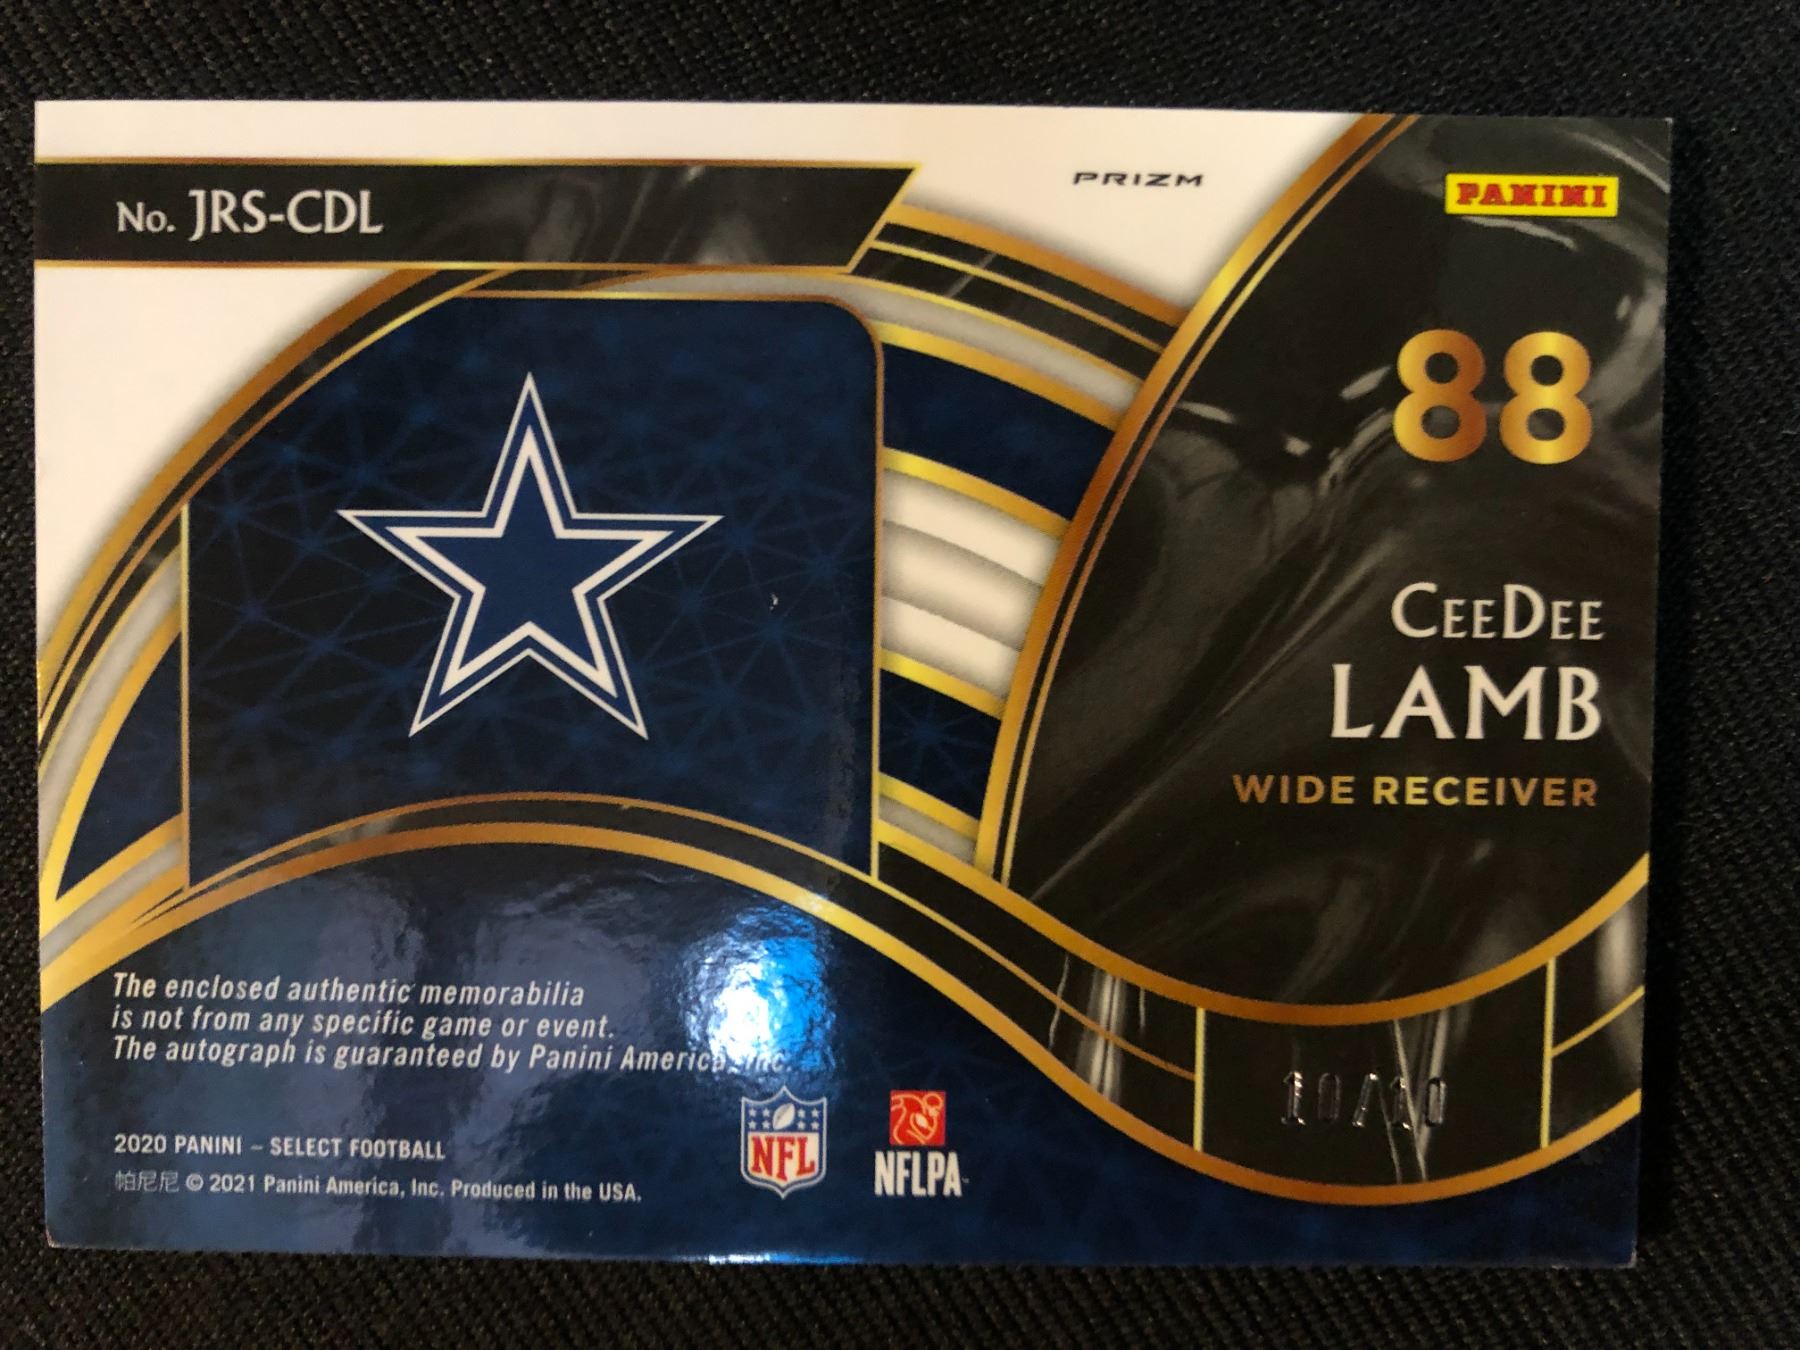 No. JRS-CDL
PRIZM
PANINI
88
CEEDEE
LAMB
WIDE RECEIVER
The enclosed authentic memorabilia
is not from any specific game or event.
The autograph is guaranteed by Panini America, Inc.
10/10
2020 PANINI – SELECT FOOTBALL
帕尼尼 © 2021 Panini America, Inc. Produced in the USA.
NFL
NFLPA